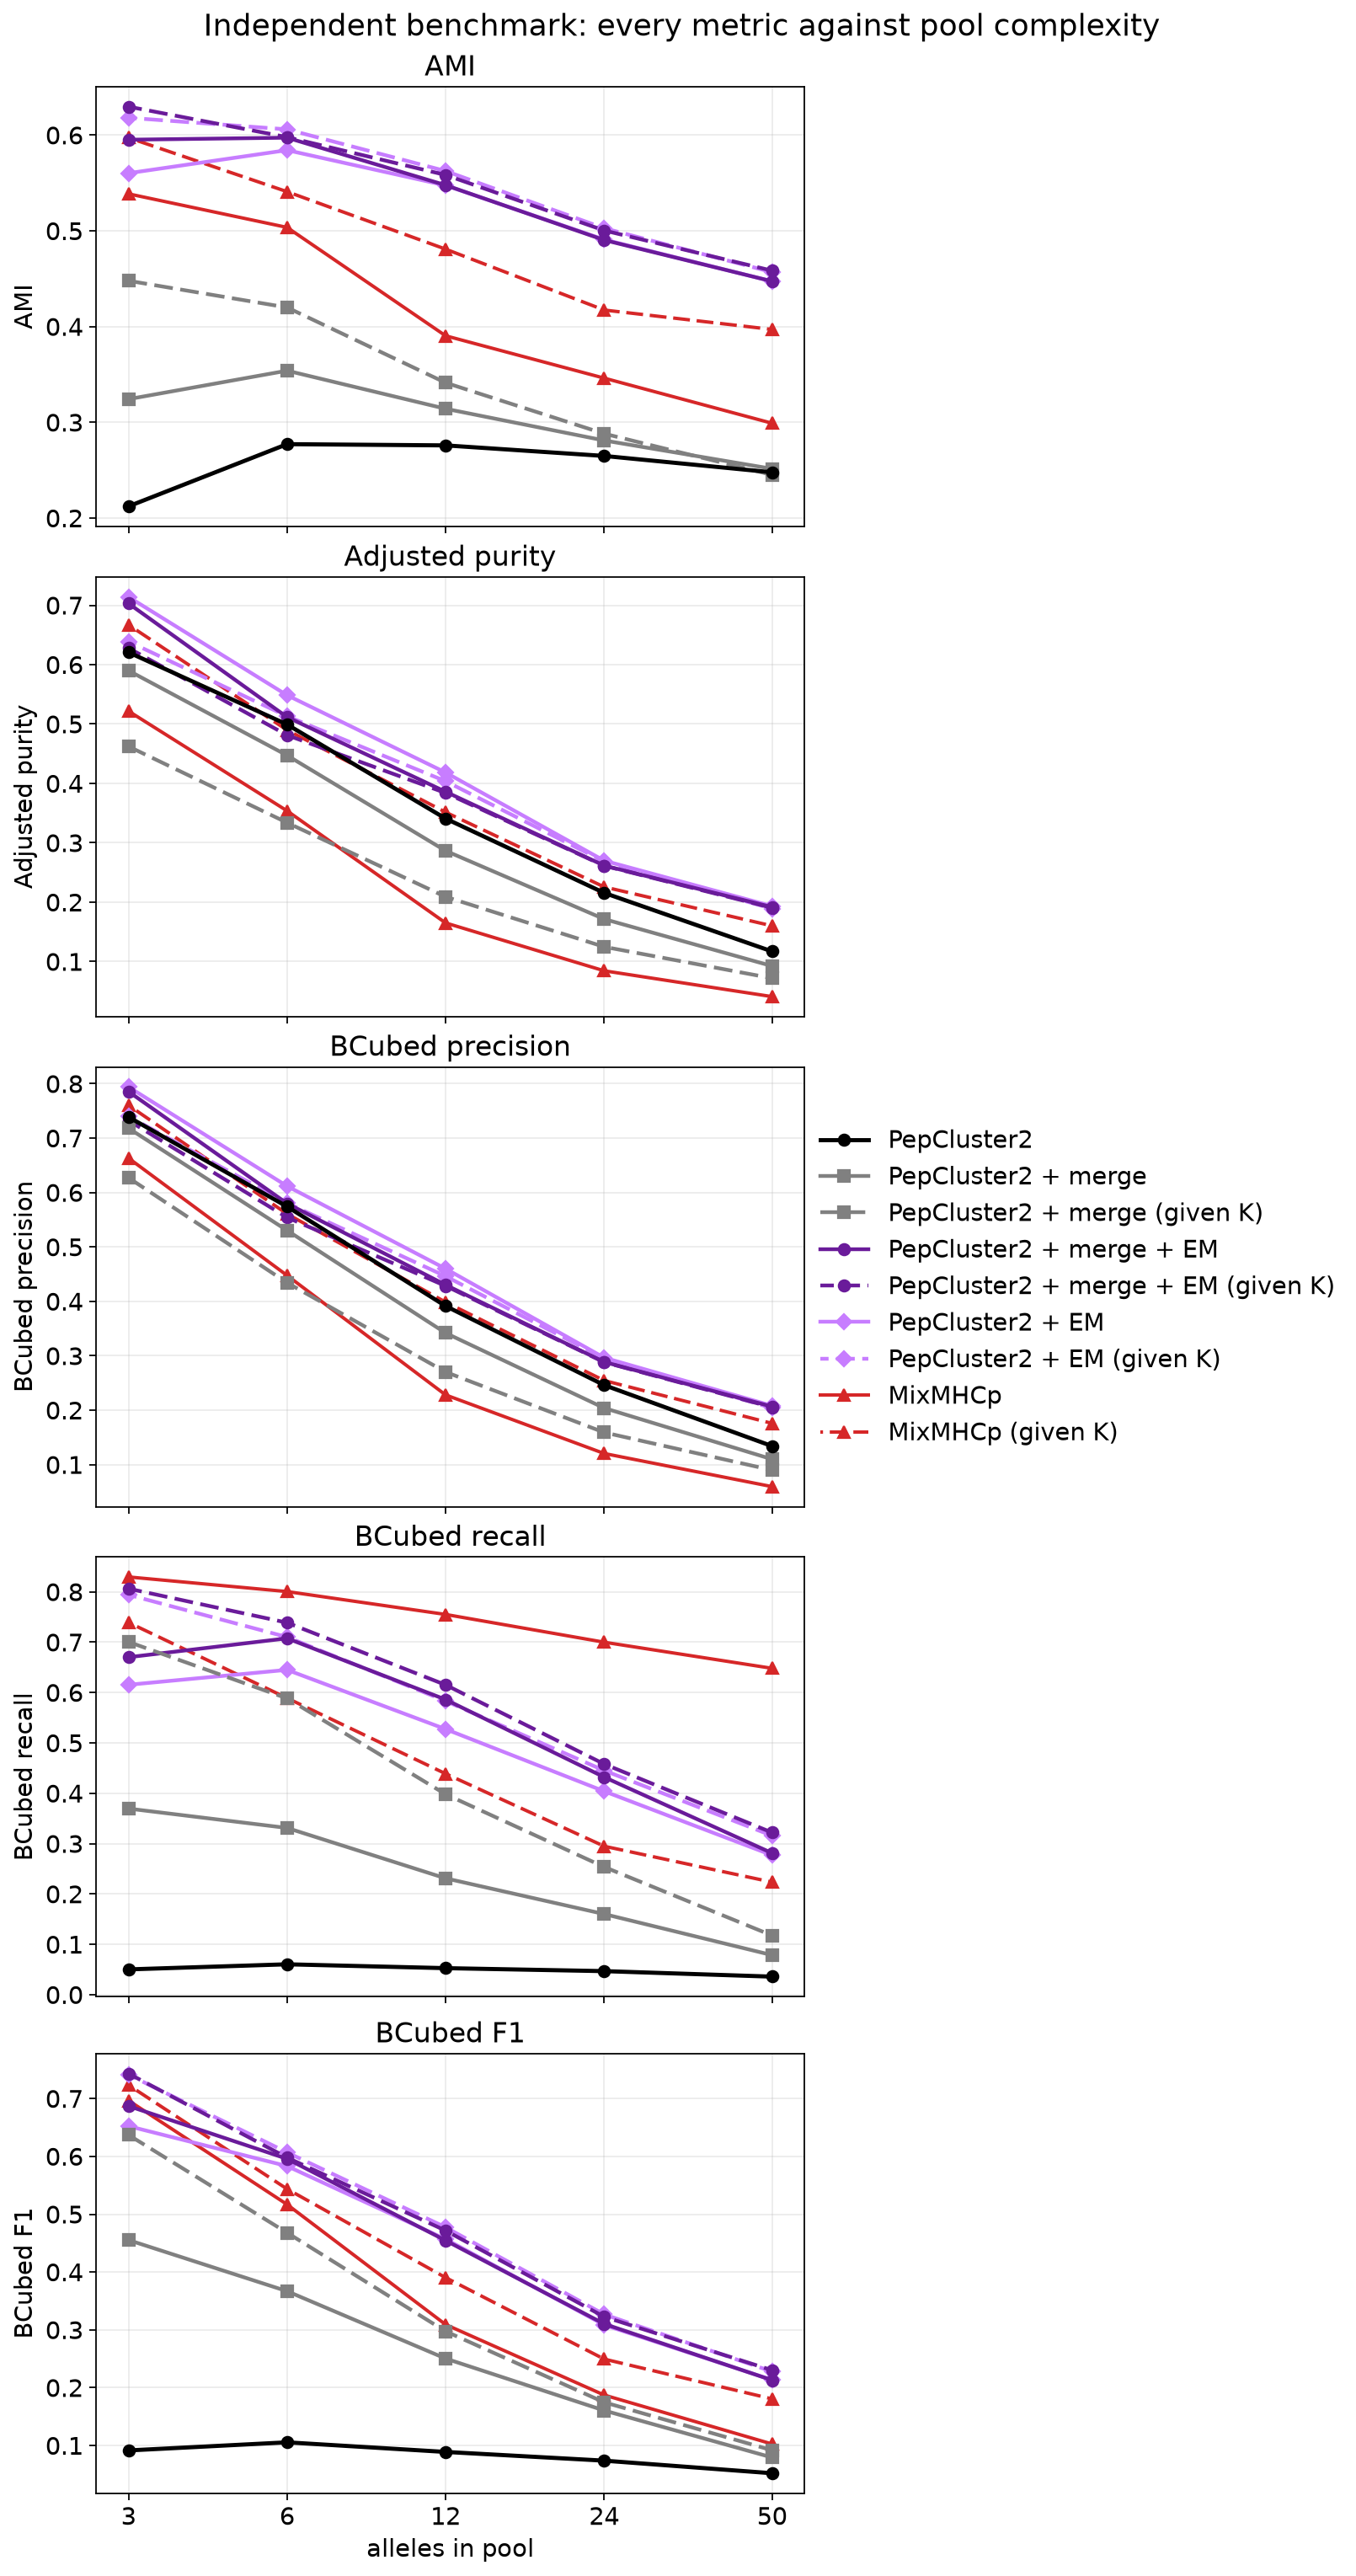 Independent benchmark: every metric against pool complexity
AMI
0.6
0.5
0.4
0.3
0.2
AMI
Adjusted purity
0.7
0.6
0.5
0.4
0.3
0.2
0.1
Adjusted purity
BCubed precision
0.8
0.7
0.6
0.5
0.4
0.3
0.2
0.1
BCubed precision
PepCluster2
PepCluster2 + merge
PepCluster2 + merge (given K)
PepCluster2 + merge + EM
PepCluster2 + merge + EM (given K)
PepCluster2 + EM
PepCluster2 + EM (given K)
MixMHCp
MixMHCp (given K)
BCubed recall
0.8
0.7
0.6
0.5
0.4
0.3
0.2
0.1
0.0
BCubed recall
BCubed F1
0.7
0.6
0.5
0.4
0.3
0.2
0.1
BCubed F1
3 6 12 24 50
alleles in pool